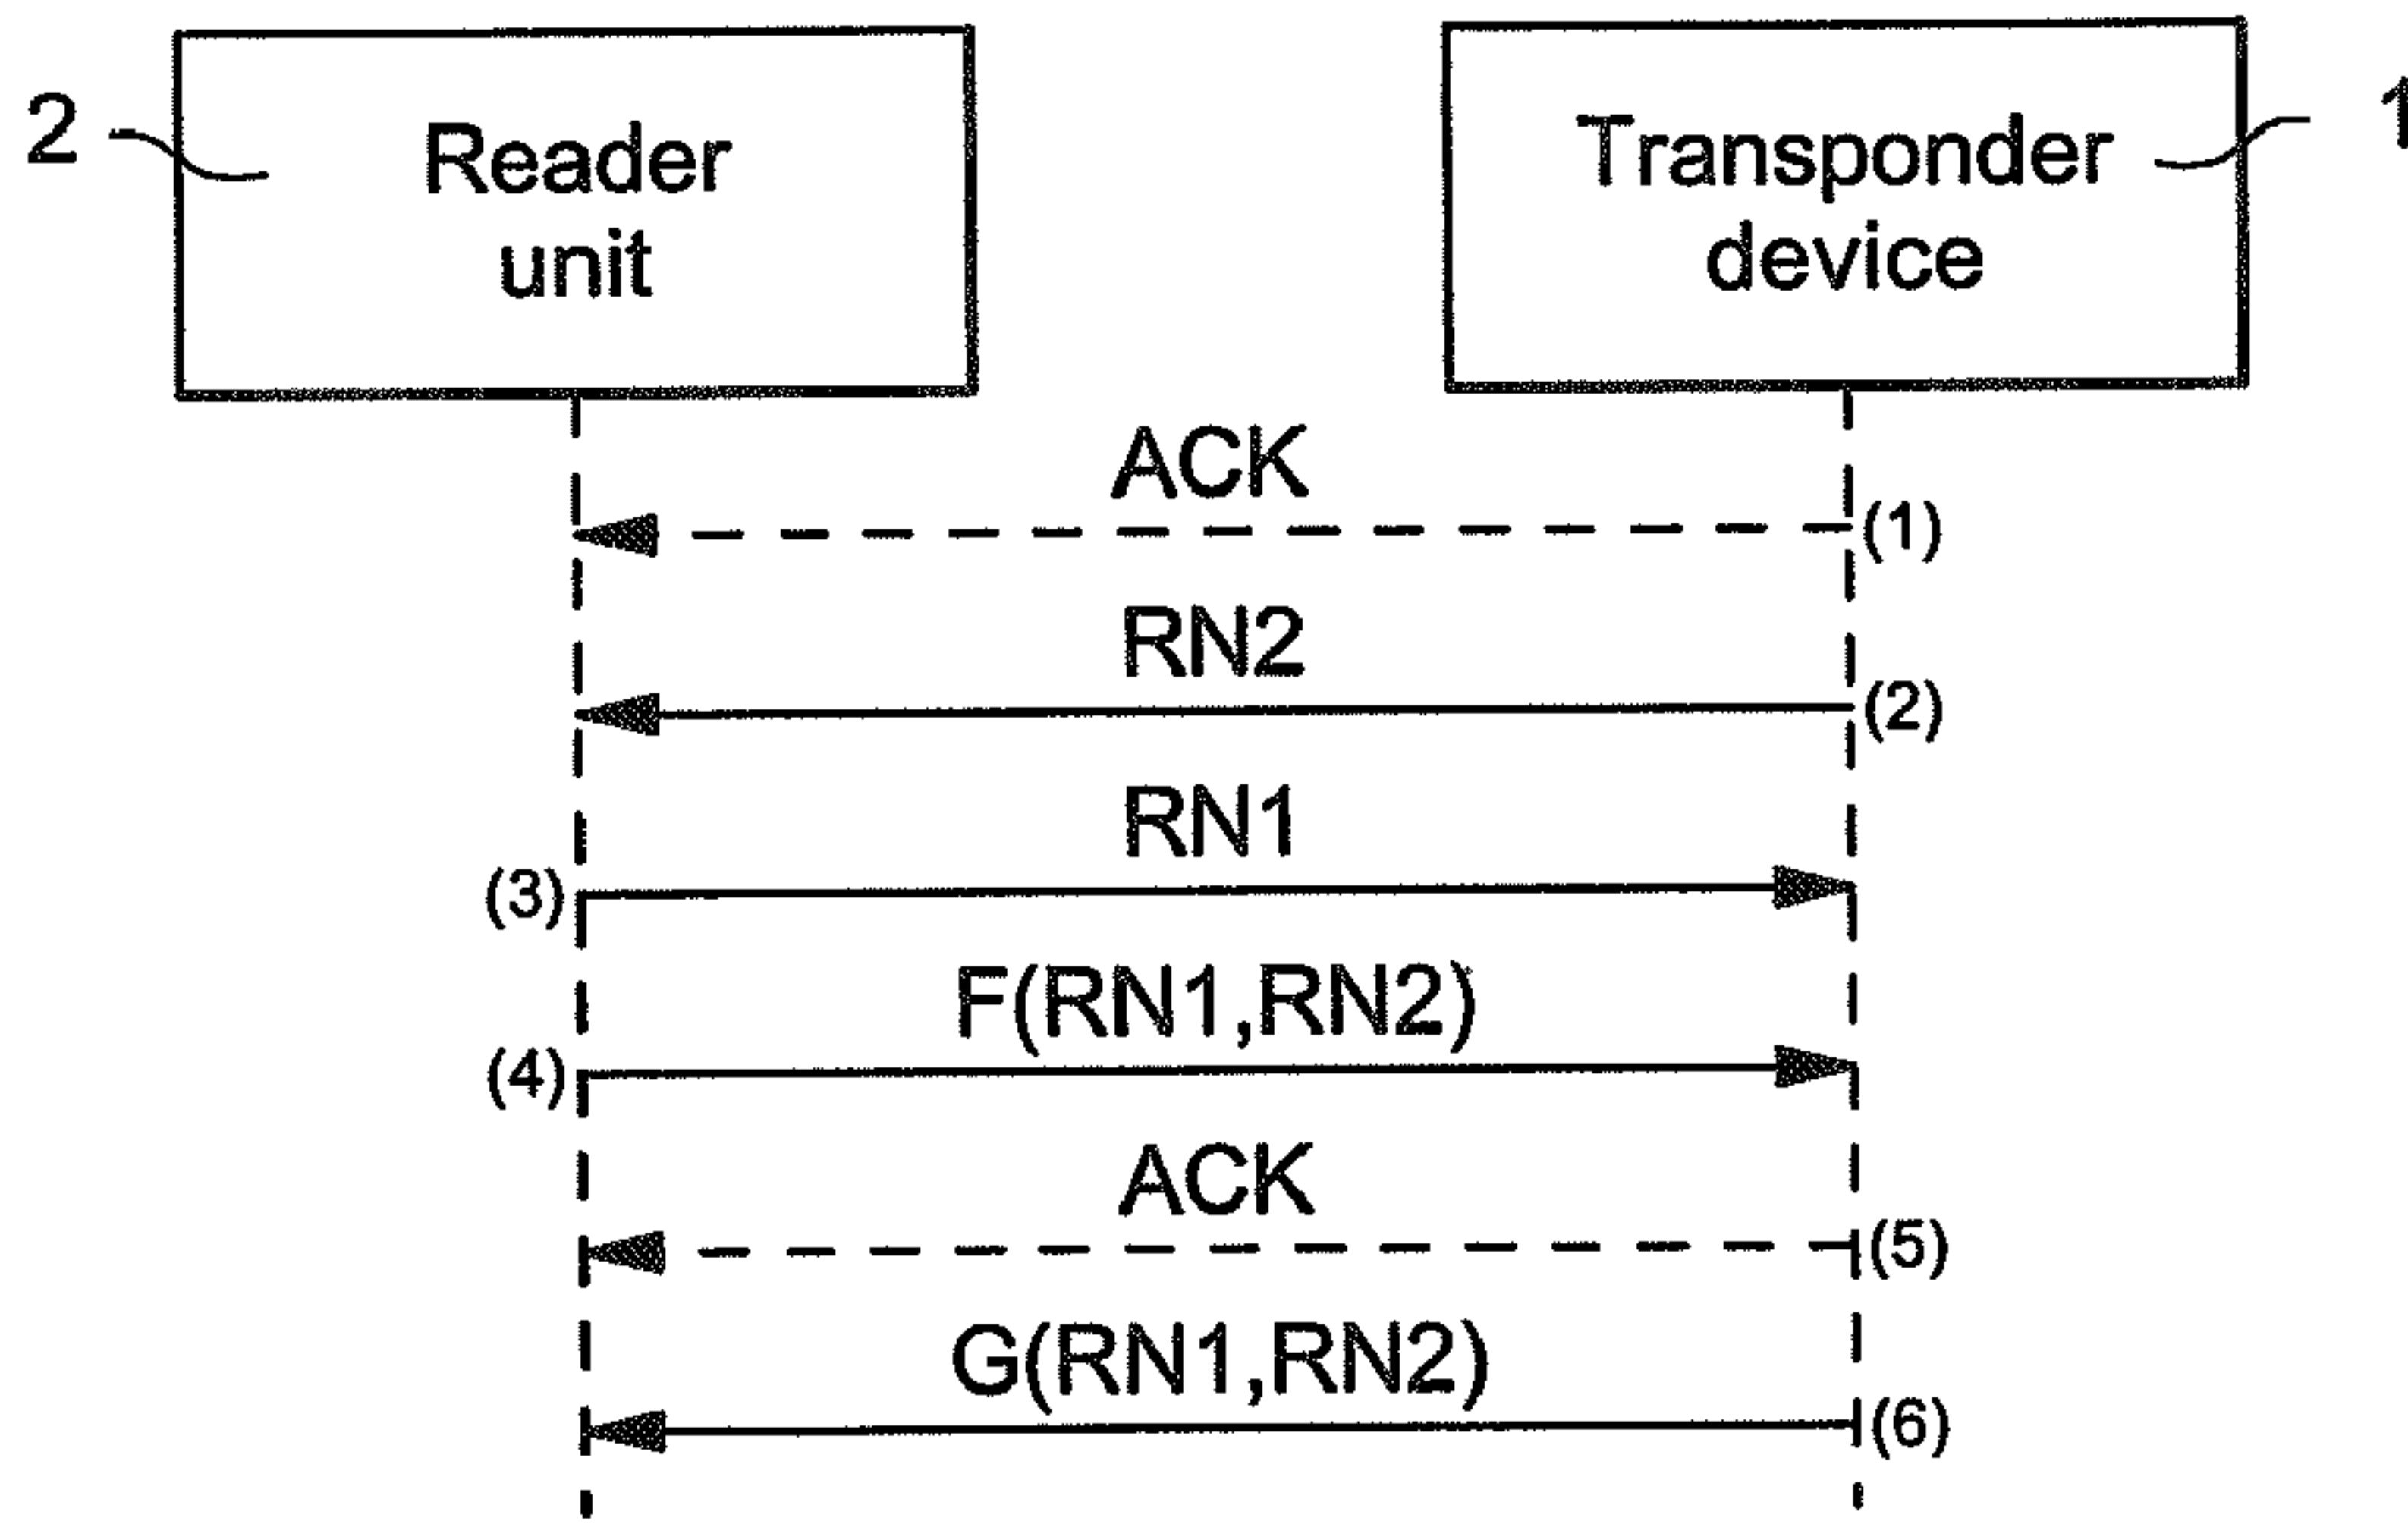 2
Reader
unit
Transponder
device
1
ACK
(1)
RN2
(2)
RN1
(3)
F(RN1,RN2)
(4)
ACK
(5)
G(RN1,RN2)
(6)